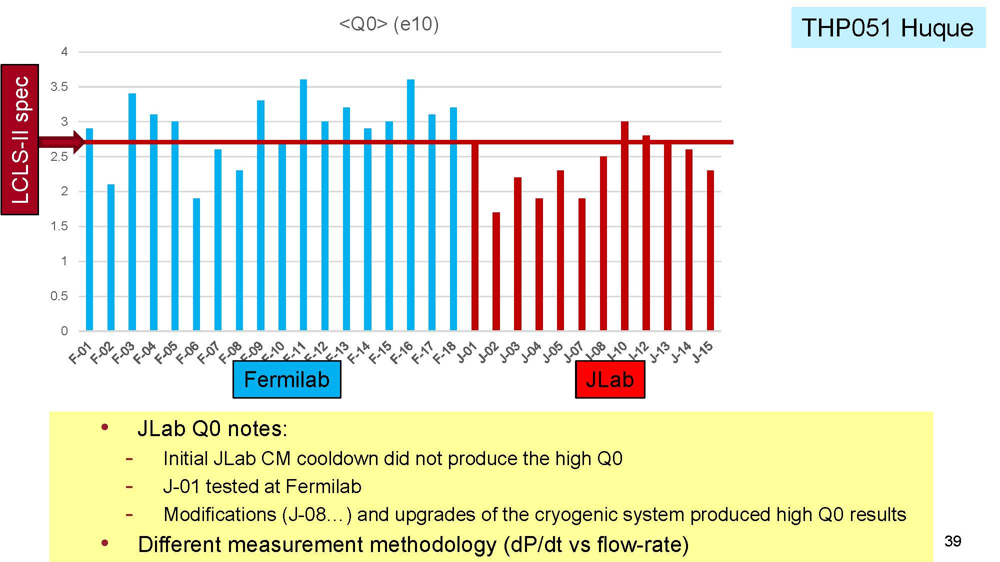 <Q0> (e10)
THP051 Huque
LCLS-II spec
4
3.5
3
2.5
2
1.5
1
0.5
0
F-01
F-02
F-03
F-04
F-05
F-06
F-07
F-08
F-09
F-10
F-11
F-12
F-13
F-14
F-15
F-16
F-17
F-18
J-01
J-02
J-03
J-04
J-05
J-07
J-08
J-10
J-12
J-13
J-14
J-15
Fermilab
JLab
• JLab Q0 notes:
- Initial JLab CM cooldown did not produce the high Q0
- J-01 tested at Fermilab
- Modifications (J-08…) and upgrades of the cryogenic system produced high Q0 results
• Different measurement methodology (dP/dt vs flow-rate)
39